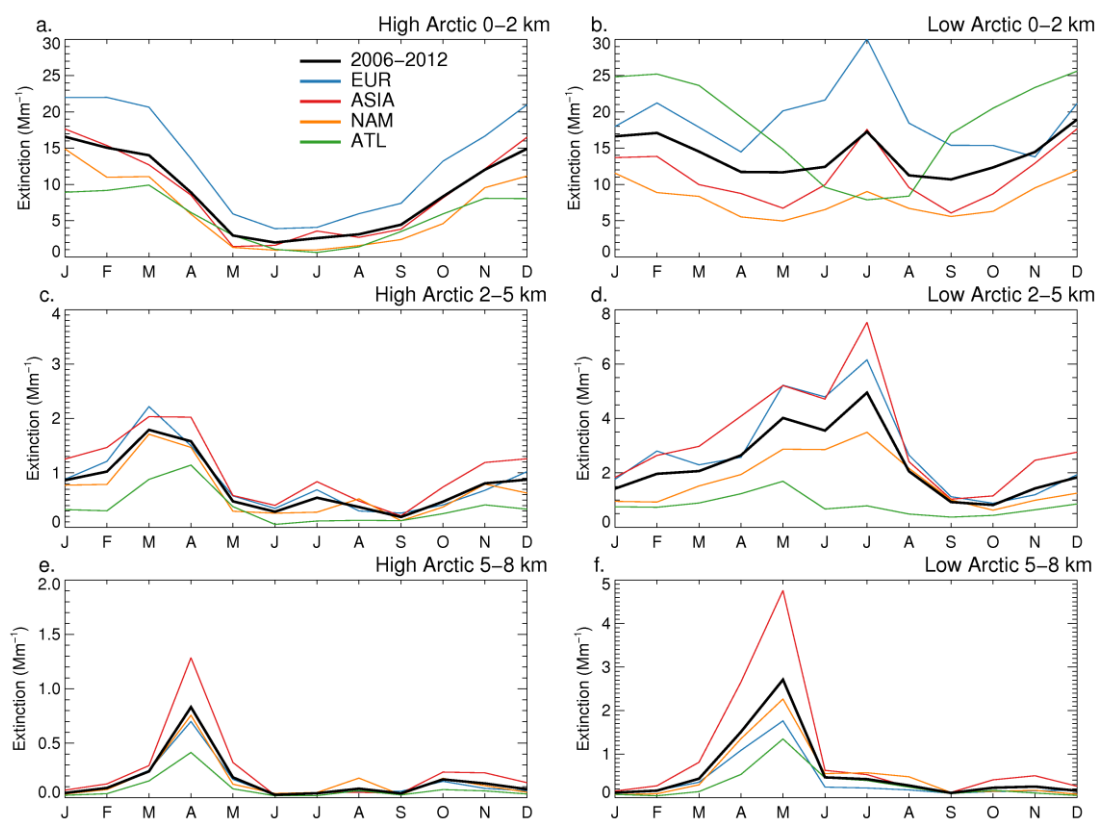 a. High Arctic 0−2 km
Extinction (Mm−1)
30
25
20
15
10
5
0
2006−2012
EUR
ASIA
NAM
ATL
J F M A M J J A S O N D
b. Low Arctic 0−2 km
Extinction (Mm−1)
30
25
20
15
10
5
0
J F M A M J J A S O N D
c. High Arctic 2−5 km
Extinction (Mm−1)
4
3
2
1
0
J F M A M J J A S O N D
d. Low Arctic 2−5 km
Extinction (Mm−1)
8
6
4
2
0
J F M A M J J A S O N D
e. High Arctic 5−8 km
Extinction (Mm−1)
2.0
1.5
1.0
0.5
0.0
J F M A M J J A S O N D
f. Low Arctic 5−8 km
Extinction (Mm−1)
5
4
3
2
1
0
J F M A M J J A S O N D